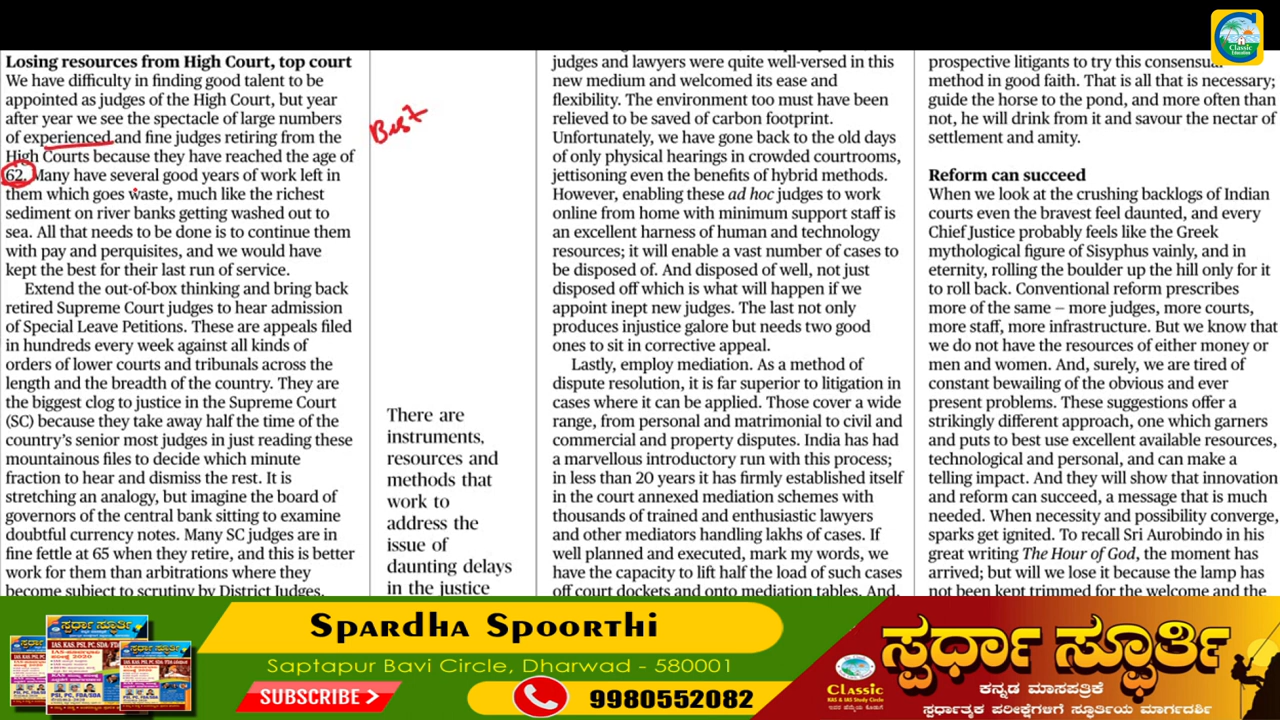 Losing resources from High Court, top court
We have difficulty in finding good talent to be
appointed as judges of the High Court, but year
after year we see the spectacle of large numbers
of experienced and fine judges retiring from the
High Courts because they have reached the age of
62. Many have several good years of work left in
them which goes waste, much like the richest
sediment on river banks getting washed out to
sea. All that needs to be done is to continue them
with pay and perquisites, and we would have
kept the best for their last run of service.
Extend the out-of-box thinking and bring back
retired Supreme Court judges to hear admission
of Special Leave Petitions. These are appeals filed
in hundreds every week against all kinds of
orders of lower courts and tribunals across the
length and the breadth of the country. They are
the biggest clog to justice in the Supreme Court
(SC) because they take away half the time of the
country's senior most judges in just reading these
mountainous files to decide which minute
fraction to hear and dismiss the rest. It is
stretching an analogy, but imagine the board of
governors of the central bank sitting to examine
doubtful currency notes. Many SC judges are in
fine fettle at 65 when they retire, and this is better
work for them than arbitrations where they
become subject to scrutiny by District Judges.
Best
There are
instruments,
resources and
methods that
work to
address the
issue of
daunting delays
in the justice
judges and lawyers were quite well-versed in this
new medium and welcomed its ease and
flexibility. The environment too must have been
relieved to be saved of carbon footprint.
Unfortunately, we have gone back to the old days
of only physical hearings in crowded courtrooms,
jettisoning even the benefits of hybrid methods.
However, enabling these ad hoc judges to work
online from home with minimum support staff is
an excellent harness of human and technology
resources; it will enable a vast number of cases to
be disposed of. And disposed of well, not just
disposed off which is what will happen if we
appoint inept new judges. The last not only
produces injustice galore but needs two good
ones to sit in corrective appeal.
Lastly, employ mediation. As a method of
dispute resolution, it is far superior to litigation in
cases where it can be applied. Those cover a wide
range, from personal and matrimonial to civil and
commercial and property disputes. India has had
a marvellous introductory run with this process;
in less than 20 years it has firmly established itself
in the court annexed mediation schemes with
thousands of trained and enthusiastic lawyers
and other mediators handling lakhs of cases. If
well planned and executed, mark my words, we
have the capacity to lift half the load of such cases
off court dockets and onto mediation tables. And,
prospective litigants to try this consensual
method in good faith. That is all that is necessary;
guide the horse to the pond, and more often than
not, he will drink from it and savour the nectar of
settlement and amity.
Reform can succeed
When we look at the crushing backlogs of Indian
courts even the bravest feel daunted, and every
Chief Justice probably feels like the Greek
mythological figure of Sisyphus vainly, and in
eternity, rolling the boulder up the hill only for it
to roll back. Conventional reform prescribes
more of the same — more judges, more courts,
more staff, more infrastructure. But we know that
we do not have the resources of either money or
men and women. And, surely, we are tired of
constant bewailing of the obvious and ever
present problems. These suggestions offer a
strikingly different approach, one which garners
and puts to best use excellent available resources,
technological and personal, and can make a
telling impact. And they will show that innovation
and reform can succeed, a message that is much
needed. When necessity and possibility converge,
sparks get ignited. To recall Sri Aurobindo in his
great writing The Hour of God, the moment has
arrived; but will we lose it because the lamp has
not been kept trimmed for the welcome and the
Classic
Education
Spardha Spoorthi
Saptapur Bavi Circle, Dharwad - 580001
SUBSCRIBE >
9980552082
Classic
IAS & IAS Study Circle
ಸ್ಪರ್ಧಾ ಸ್ಪೂರ್ತಿ
ಕನ್ನಡ ಮಾಸಪತ್ರಿಕೆ
ಸ್ಪರ್ಧಾತ್ಮಕ ಪರೀಕ್ಷೆಗಳಿಗೆ ಸ್ಪೂರ್ತಿಯ ಮಾರ್ಗದರ್ಶಿ
ಸ್ಪರ್ಧಾ ಸ್ಪೂರ್ತಿ